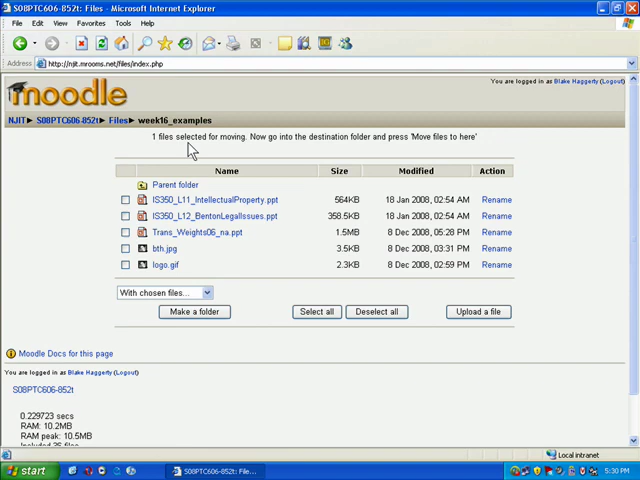 S08PTC606-852t: Files - Microsoft Internet Explorer
File Edit View Favorites Tools Help
Address http://njit.mrooms.net/files/index.php
moodle
You are logged in as Blake Haggerty (Logout)
NJIT► S08PTC606-852t► Files► week16_examples
1 files selected for moving. Now go into the destination folder and press 'Move files to here'
Name Size Modified Action
Parent folder
IS350_L11_IntellectualProperty.ppt 564KB 18 Jan 2008, 02:54 AM Rename
IS350_L12_BentonLegalIssues.ppt 358.5KB 18 Jan 2008, 02:54 AM Rename
Trans_Weights06_na.ppt 1.5MB 8 Dec 2008, 05:28 PM Rename
bth.jpg 3.5KB 8 Dec 2008, 03:31 PM Rename
logo.gif 2.3KB 8 Dec 2008, 02:59 PM Rename
With chosen files...
Make a folder Select all Deselect all Upload a file
Moodle Docs for this page
You are logged in as Blake Haggerty (Logout)
S08PTC606-852t
0.229723 secs
RAM: 10.2MB
RAM peak: 10.5MB
Local intranet
start S08PTC606-852t: Files... 5:30 PM